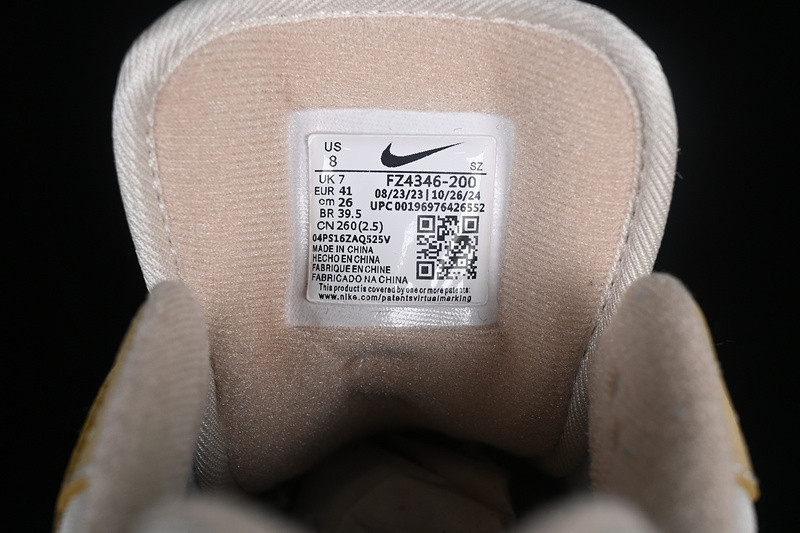 US
8
SZ
UK 7
FZ4346-200
EUR 41
08/23/23 | 10/26/24
cm 26
UPC 00196976426552
BR 39.5
CN 260 (2.5)
04PS16ZAQ525V
MADE IN CHINA
HECHO EN CHINA
FABRIQUE EN CHINE
FABRICADO NA CHINA
This product is covered by one or more patents:
www.nike.com/patentsvirtualmarking